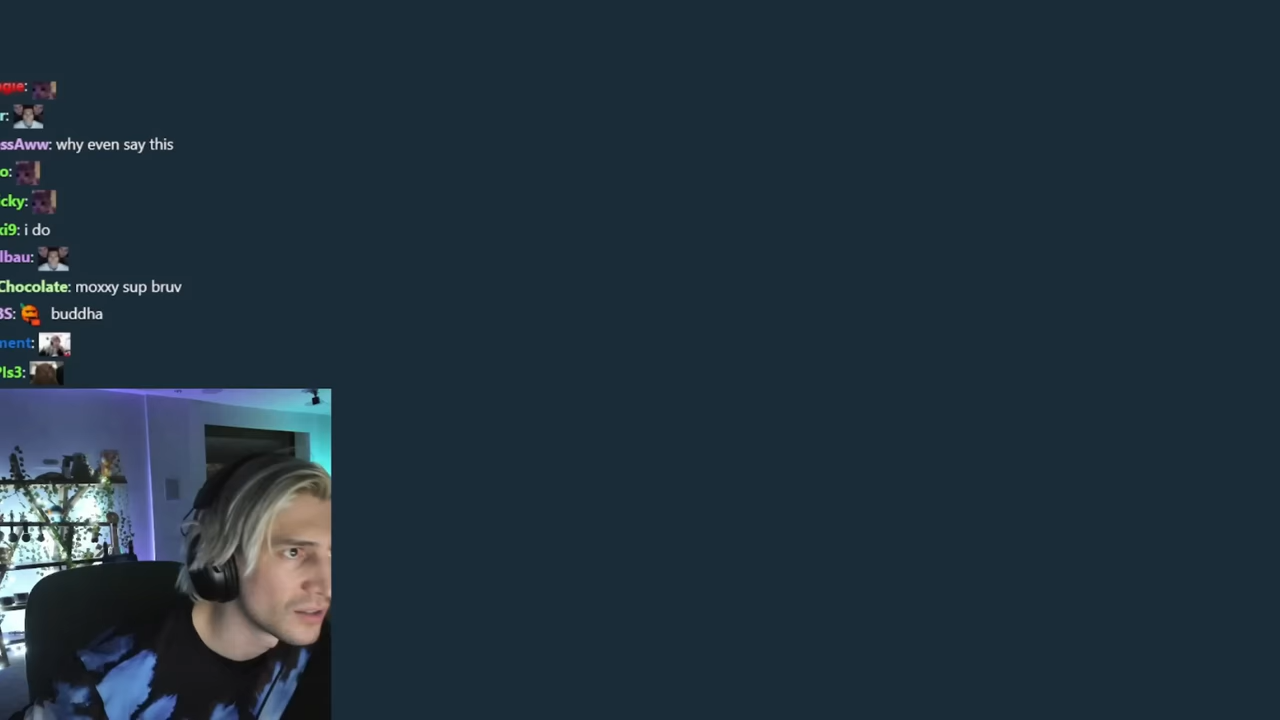 gie:
r:
ssAww: why even say this
o:
cky:
ki9: i do
lbau:
Chocolate: moxxy sup bruv
BS: buddha
ment:
Pls3: